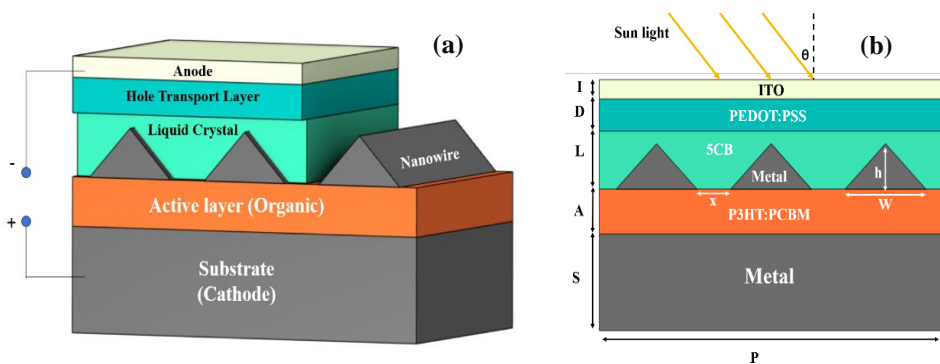 (a)
Anode
Hole Transport Layer
Liquid Crystal
Nanowire
-
+
Active layer (Organic)
Substrate
(Cathode)
Sun light
θ
(b)
I
ITO
D
PEDOT:PSS
L
5CB
Metal
h
x
W
A
P3HT:PCBM
S
Metal
P